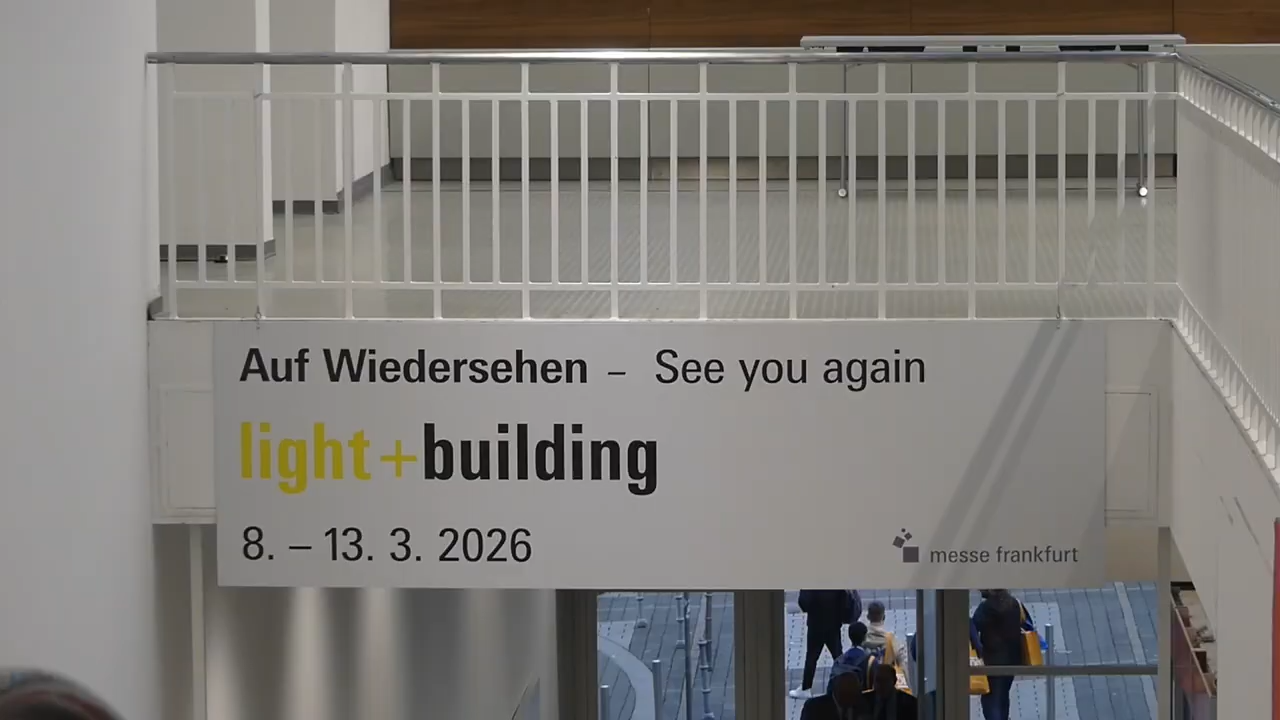 Auf Wiedersehen – See you again
light+building
8. – 13. 3. 2026
messe frankfurt